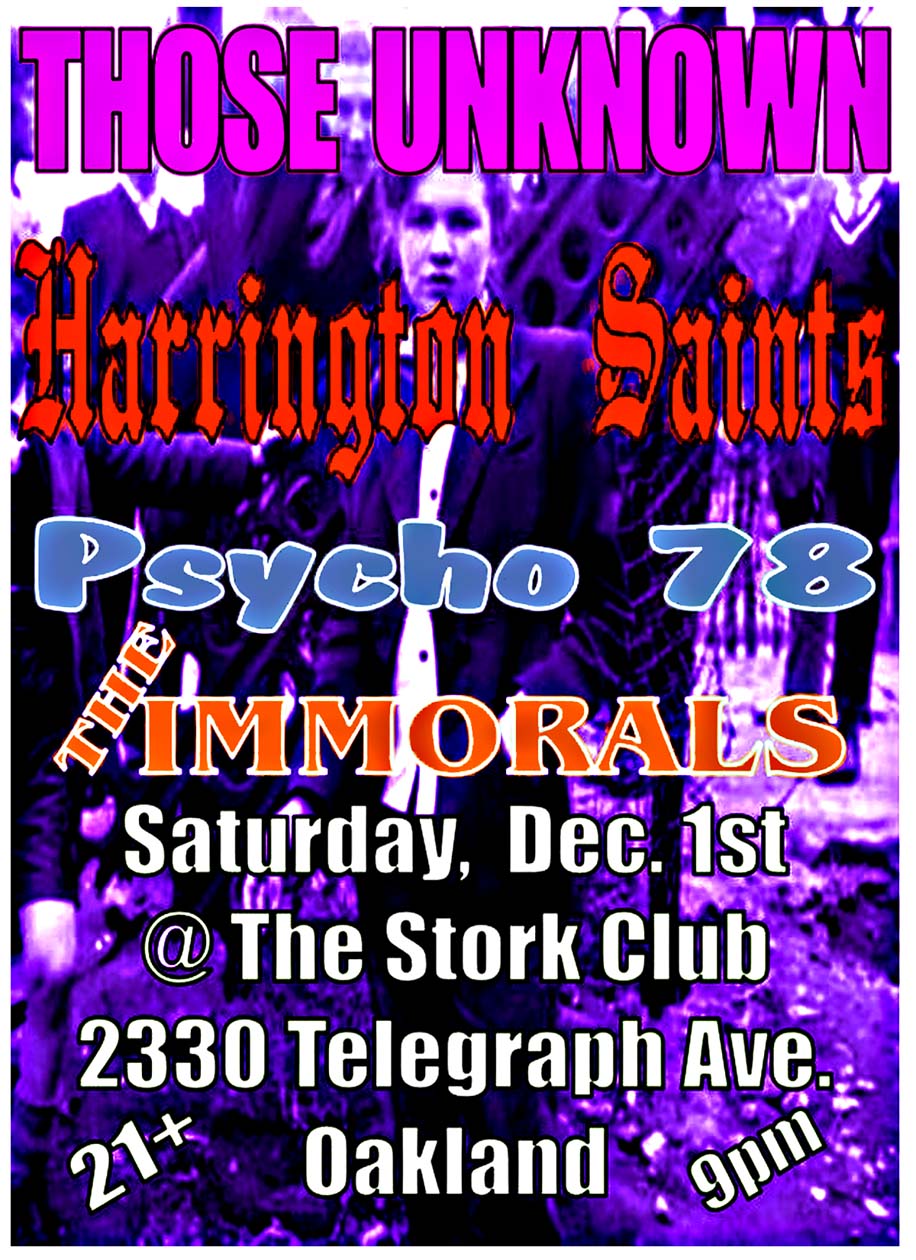 THOSE UNKNOWN
Harrington Saints
Psycho 78
THE IMMORALS
Saturday, Dec. 1st
@ The Stork Club
2330 Telegraph Ave.
21+ Oakland 9pm